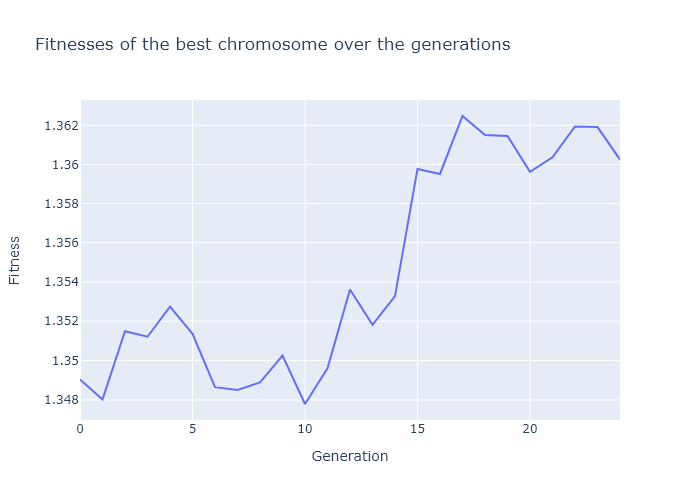 Fitnesses of the best chromosome over the generations
1.362
1.36
1.358
1.356
1.354
1.352
1.35
1.348
Fitness
0 5 10 15 20
Generation